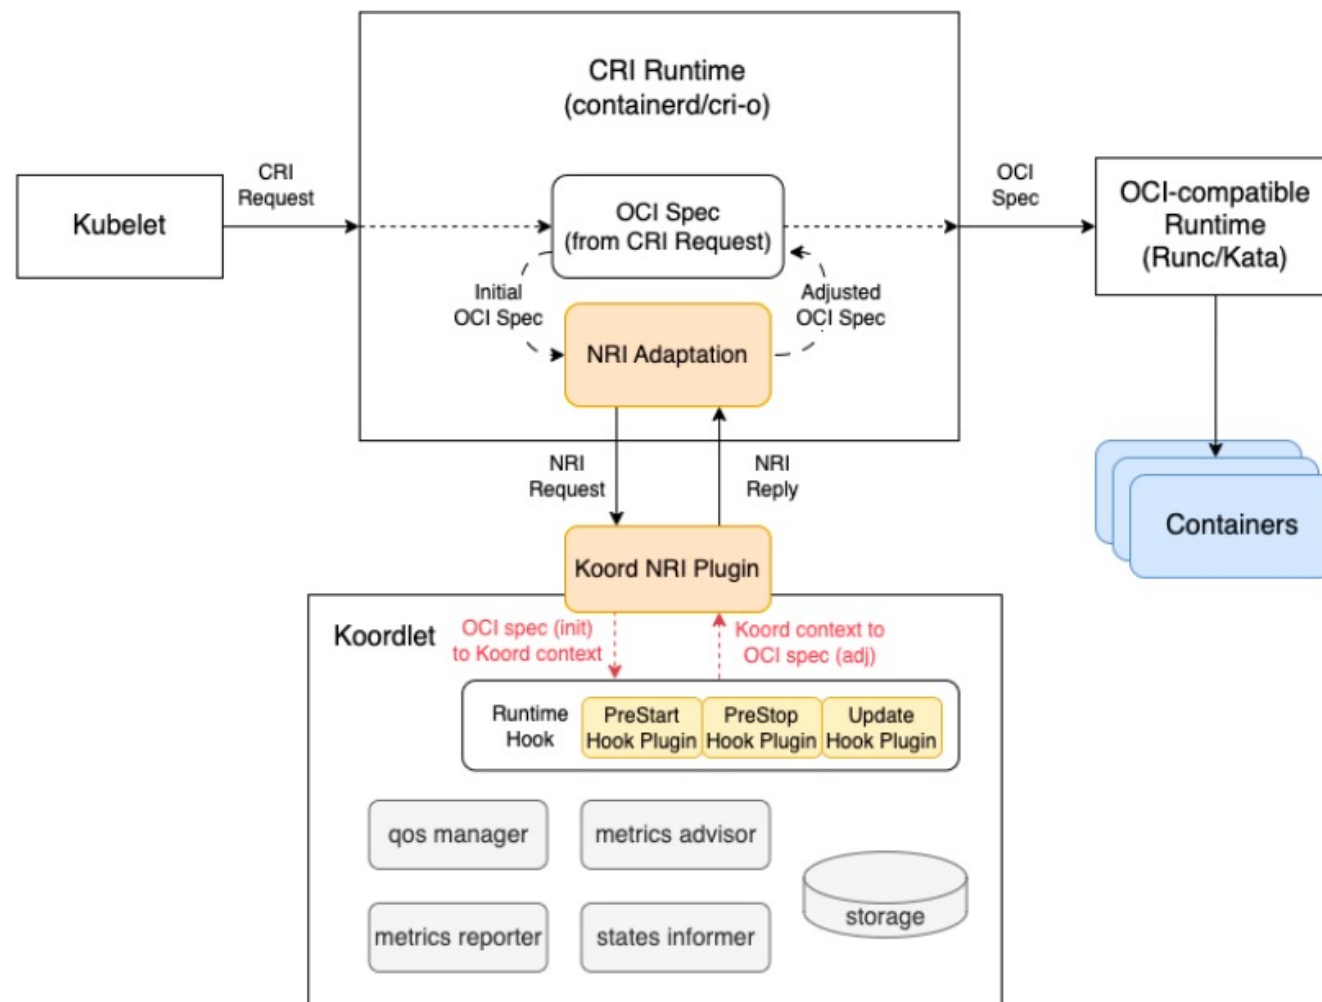 CRI Runtime
(containerd/cri-o)
CRI
Request
OCI
Spec
Kubelet
OCI Spec
(from CRI Request)
OCI-compatible
Runtime
(Runc/Kata)
Initial
OCI Spec
Adjusted
OCI Spec
NRI Adaptation
NRI
Request
NRI
Reply
Containers
Koord NRI Plugin
Koordlet
OCI spec (init)
to Koord context
Koord context to
OCI spec (adj)
Runtime
Hook
PreStart
Hook Plugin
PreStop
Hook Plugin
Update
Hook Plugin
qos manager
metrics advisor
storage
metrics reporter
states informer